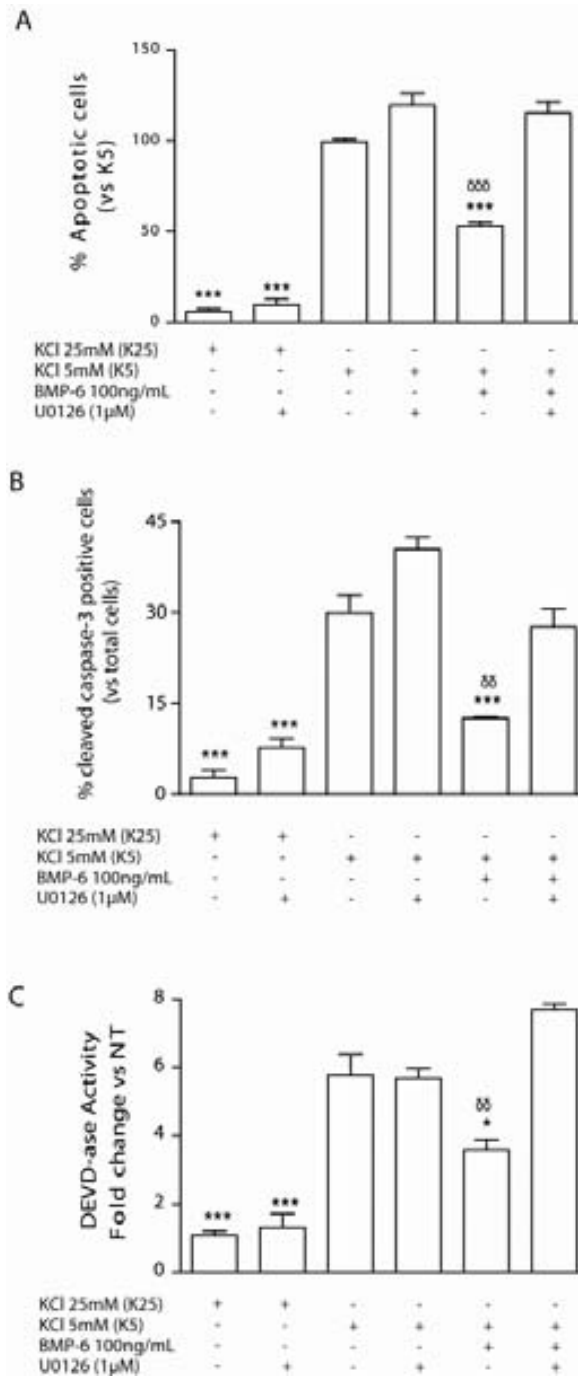 A
% Apoptotic cells
(vs K5)
150
100
50
0
***
***
δδδ
***
KCl 25mM (K25) + + - - - -
KCl 5mM (K5) - - + + + +
BMP-6 100ng/mL - - - - + +
U0126 (1µM) - + - + - +
B
% cleaved caspase-3 positive cells
(vs total cells)
45
30
15
0
***
***
δδ
***
KCl 25mM (K25) + + - - - -
KCl 5mM (K5) - - + + + +
BMP-6 100ng/mL - - - - + +
U0126 (1µM) - + - + - +
C
DEVD-ase Activity
Fold change vs NT
8
6
4
2
0
***
***
δδ
*
KCl 25mM (K25) + + - - - -
KCl 5mM (K5) - - + + + +
BMP-6 100ng/mL - - - - + +
U0126 (1µM) - + - + - +